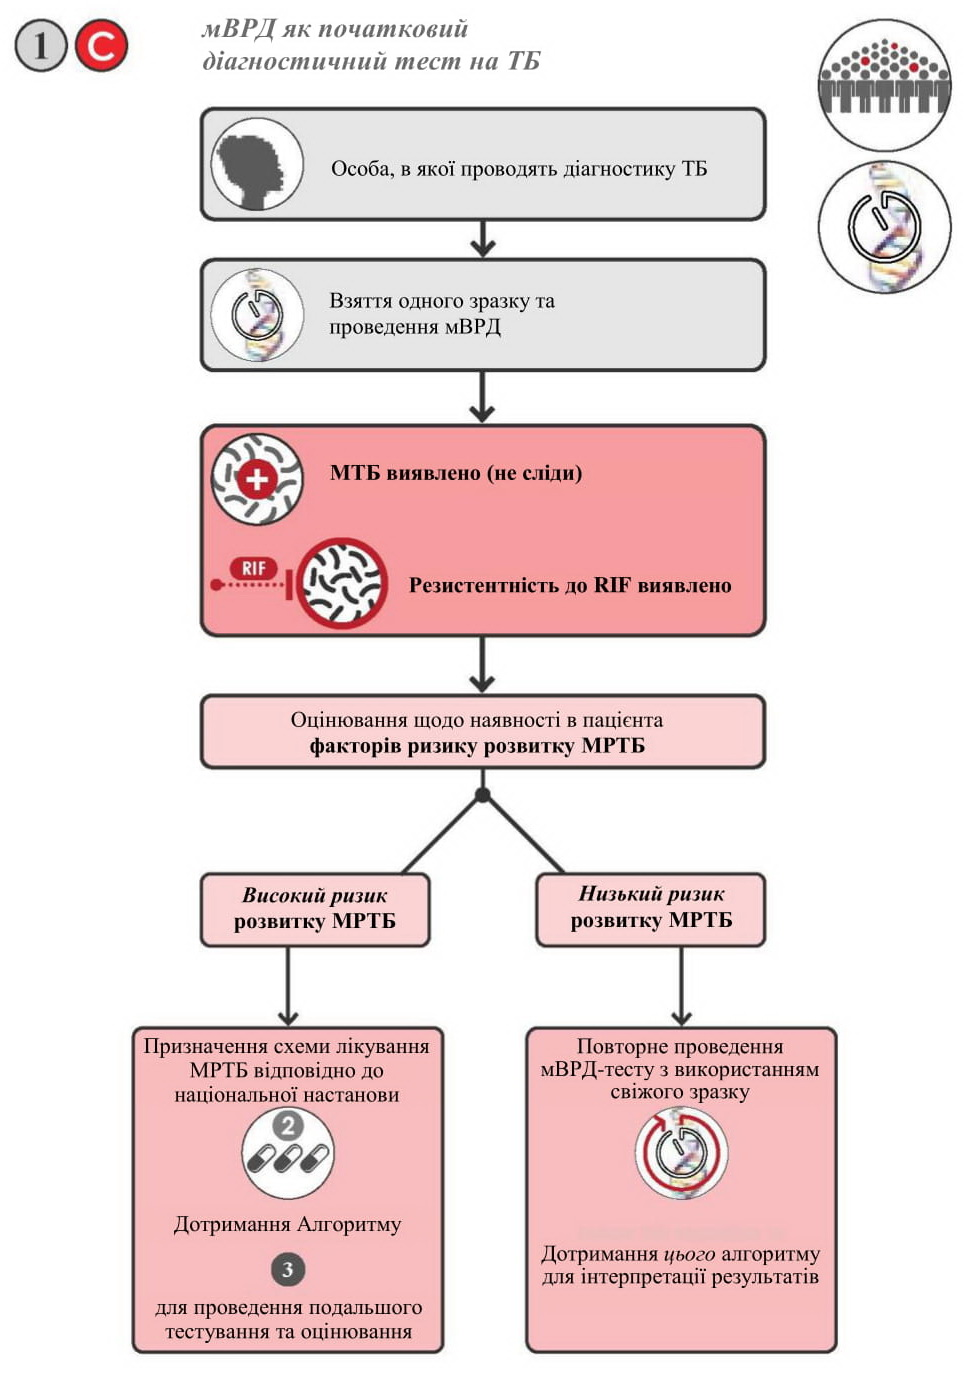 1 C
мВРД як початковий
діагностичний тест на ТБ
Особа, в якої проводять діагностику ТБ
Взяття одного зразку та
проведення мВРД
МТБ виявлено (не сліди)
RIF
Резистентність до RIF виявлено
Оцінювання щодо наявності в пацієнта
факторів ризику розвитку МРТБ
Високий ризик
розвитку МРТБ
Низький ризик
розвитку МРТБ
Призначення схеми лікування
МРТБ відповідно до
національної настанови
2
Дотримання Алгоритму
3
для проведення подальшого
тестування та оцінювання
Повторне проведення
мВРД-тесту з використанням
свіжого зразку
Дотримання цього алгоритму
для інтерпретації результатів